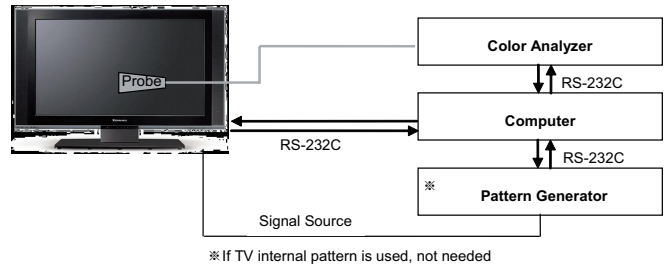 Color Analyzer
Probe
RS-232C
Computer
RS-232C
RS-232C
※
Pattern Generator
Signal Source
※If TV internal pattern is used, not needed